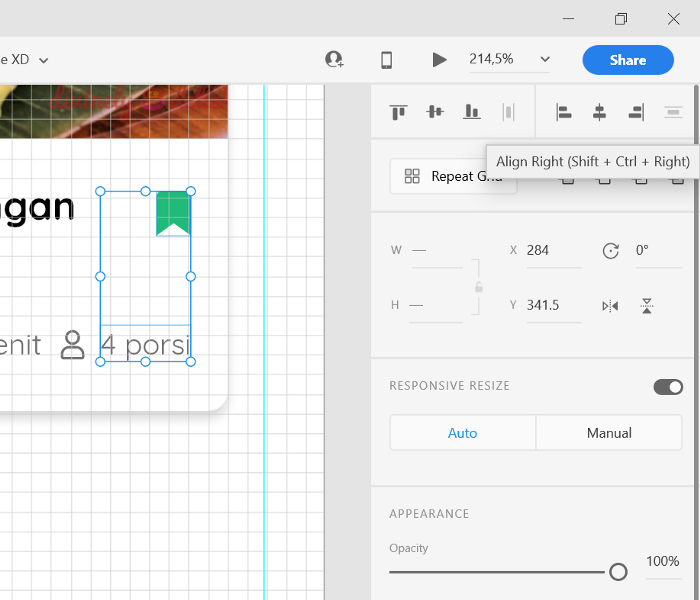 e XD
214,5%
Share
Align Right (Shift + Ctrl + Right)
Repeat Grid
W —
X 284
0°
H —
Y 341.5
RESPONSIVE RESIZE
Auto
Manual
APPEARANCE
Opacity
100%
ngan
enit
4 porsi